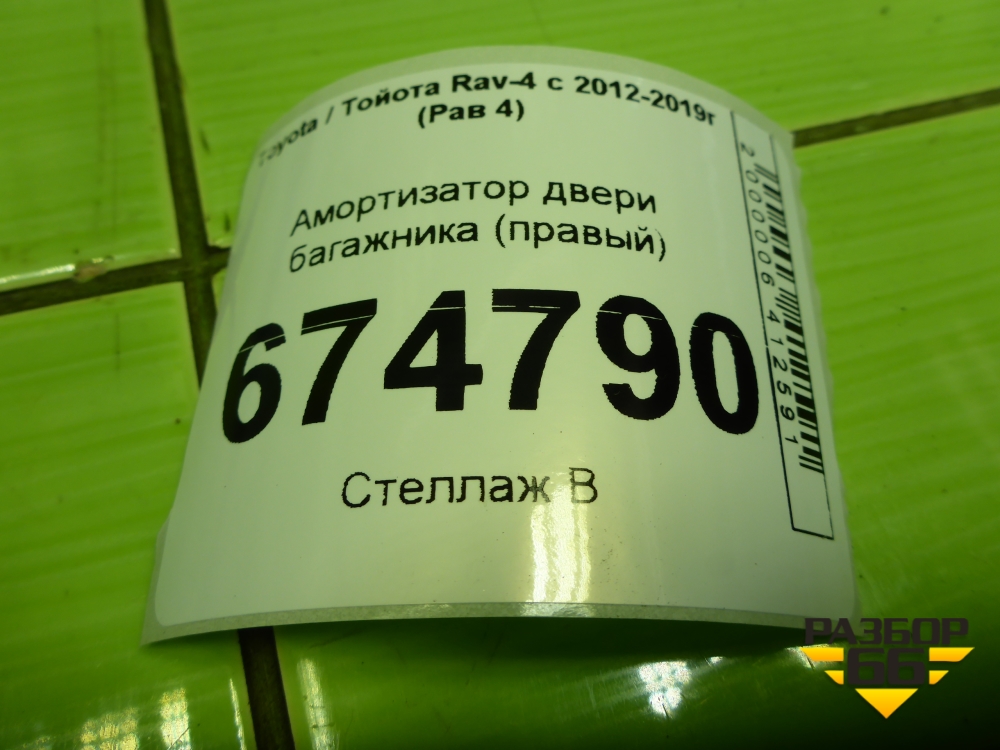 Toyota / Тойота Rav-4 с 2012-2019г
(Рав 4)
Амортизатор двери
багажника (правый)
674790
Стеллаж В
2000006412591
РАЗБОР
66